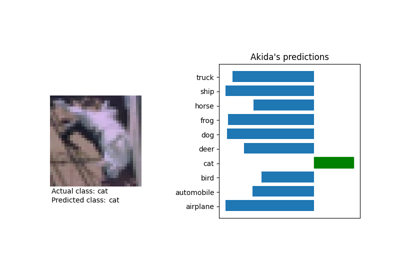 Akida's predictions
truck
ship
horse
frog
dog
deer
cat
bird
automobile
airplane
Actual class: cat
Predicted class: cat